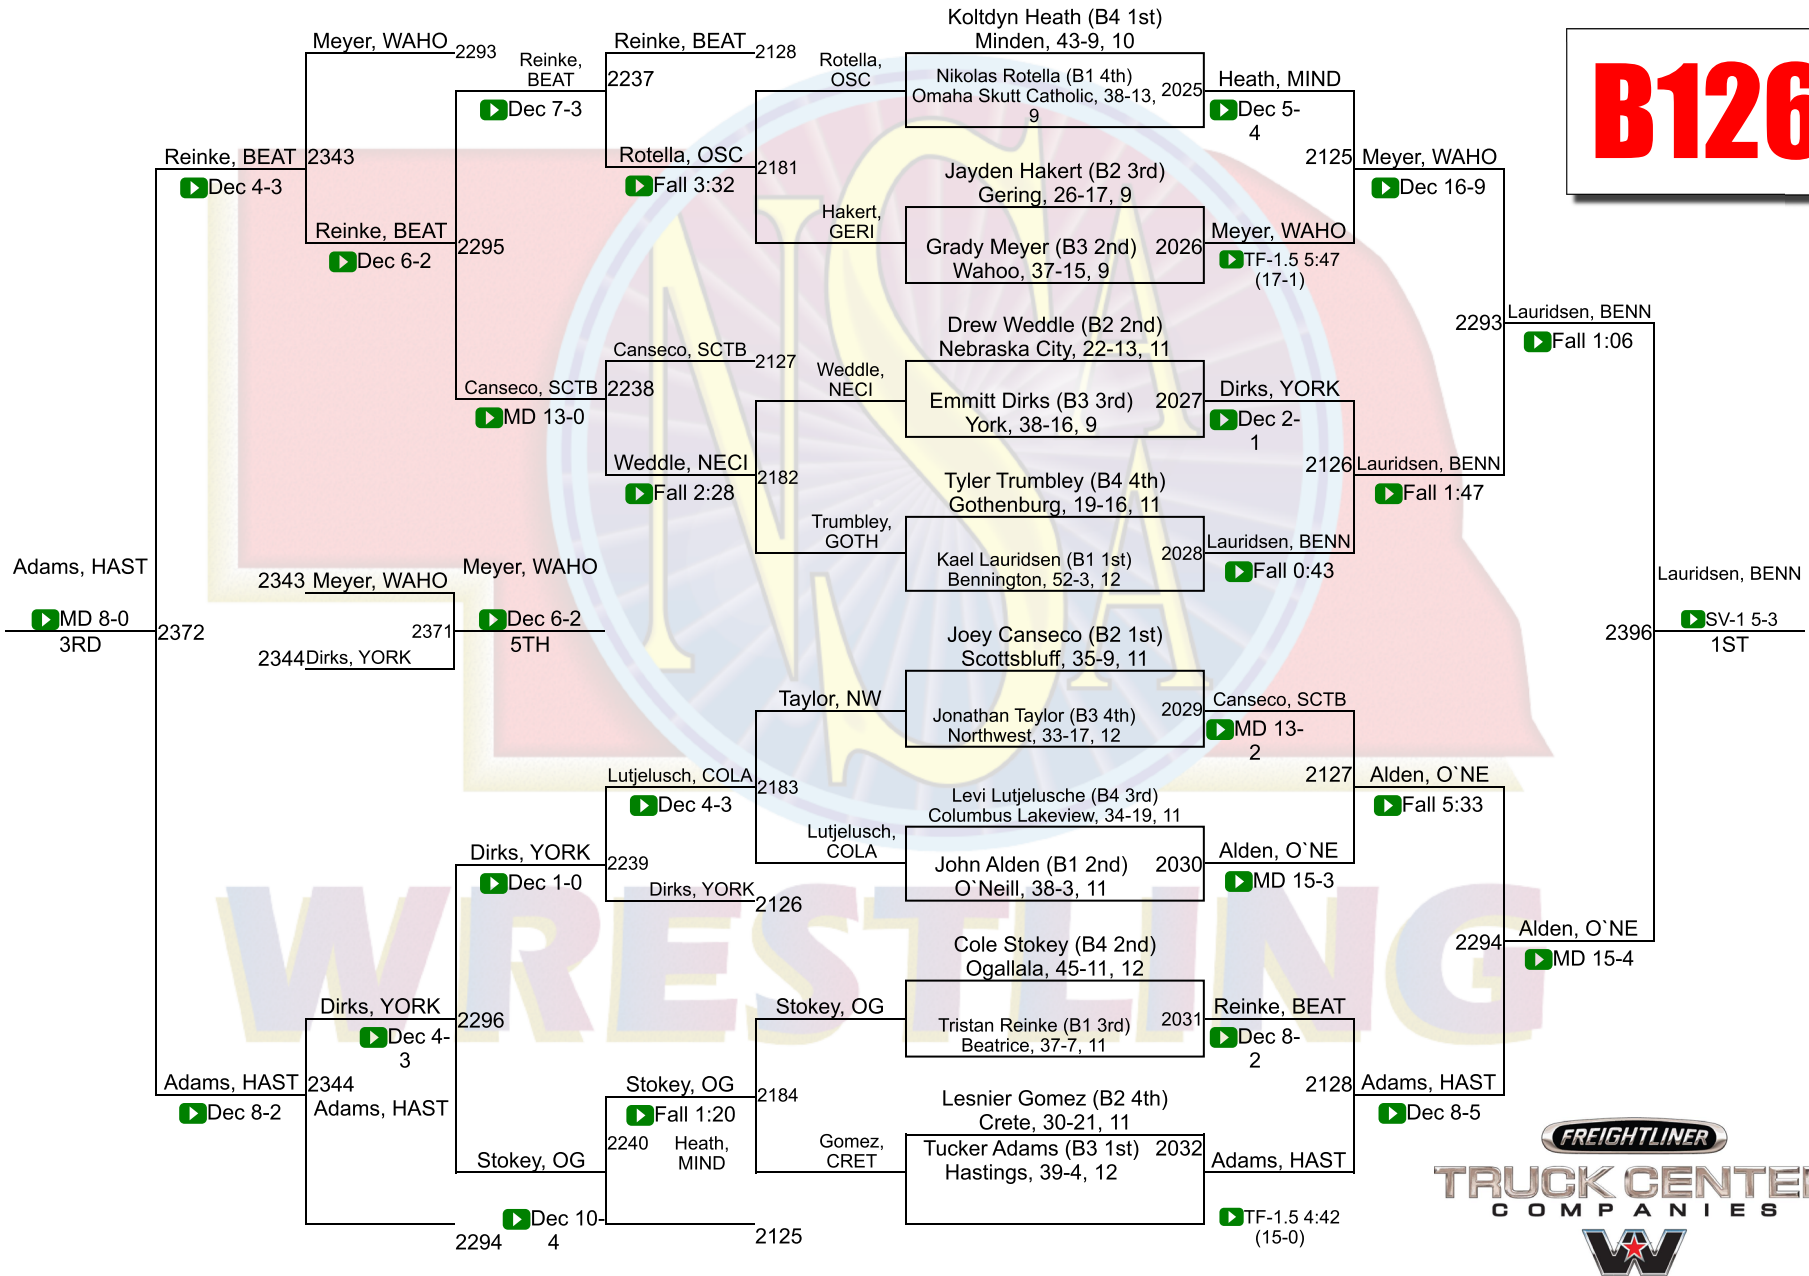 B126
Koltdyn Heath (B4 1st)
Minden, 43-9, 10
Nikolas Rotella (B1 4th)
Omaha Skutt Catholic, 38-13,
9
2025
Heath, MIND
Dec 5-
4
Jayden Hakert (B2 3rd)
Gering, 26-17, 9
Grady Meyer (B3 2nd)
Wahoo, 37-15, 9
2026
Meyer, WAHO
TF-1.5 5:47
(17-1)
Drew Weddle (B2 2nd)
Nebraska City, 22-13, 11
Emmitt Dirks (B3 3rd)
York, 38-16, 9
2027
Dirks, YORK
Dec 2-
1
Tyler Trumbley (B4 4th)
Gothenburg, 19-16, 11
Kael Lauridsen (B1 1st)
Bennington, 52-3, 12
2028
Lauridsen, BENN
Fall 0:43
Joey Canseco (B2 1st)
Scottsbluff, 35-9, 11
Jonathan Taylor (B3 4th)
Northwest, 33-17, 12
2029
Canseco, SCTB
MD 13-
2
Levi Lutjelusche (B4 3rd)
Columbus Lakeview, 34-19, 11
John Alden (B1 2nd)
O`Neill, 38-3, 11
2030
Alden, O`NE
MD 15-3
Cole Stokey (B4 2nd)
Ogallala, 45-11, 12
Tristan Reinke (B1 3rd)
Beatrice, 37-7, 11
2031
Reinke, BEAT
Dec 8-
2
Lesnier Gomez (B2 4th)
Crete, 30-21, 11
Tucker Adams (B3 1st)
Hastings, 39-4, 12
2032
Adams, HAST
TF-1.5 4:42
(15-0)
2125
Meyer, WAHO
Dec 16-9
2126
Lauridsen, BENN
Fall 1:47
2127
Alden, O`NE
Fall 5:33
2128
Adams, HAST
Dec 8-5
2293
Lauridsen, BENN
Fall 1:06
2294
Alden, O`NE
MD 15-4
2396
Lauridsen, BENN
SV-1 5-3
1ST
Rotella,
OSC
Hakert,
GERI
2181
Rotella, OSC
Fall 3:32
Weddle,
NECI
Trumbley,
GOTH
2182
Weddle, NECI
Fall 2:28
Taylor, NW
Lutjelusch,
COLA
2183
Lutjelusch, COLA
Dec 4-3
Stokey, OG
Gomez,
CRET
2184
Stokey, OG
Fall 1:20
Reinke, BEAT
2128
2237
Reinke,
BEAT
Dec 7-3
Canseco, SCTB
2127
2238
Canseco, SCTB
MD 13-0
Dirks, YORK
2126
2239
Dirks, YORK
Dec 1-0
Heath,
MIND
2125
2240
Stokey, OG
Dec 10-
4
2295
Reinke, BEAT
Dec 6-2
2296
Dirks, YORK
Dec 4-
3
Meyer, WAHO
2293
2343
Reinke, BEAT
Dec 4-3
Adams, HAST
2294
2344
Adams, HAST
Dec 8-2
2372
Adams, HAST
MD 8-0
3RD
2343
Meyer, WAHO
2344
Dirks, YORK
2371
Meyer, WAHO
Dec 6-2
5TH
NSAA
WRESTLING
FREIGHTLINER
TRUCK CENTER
COMPANIES